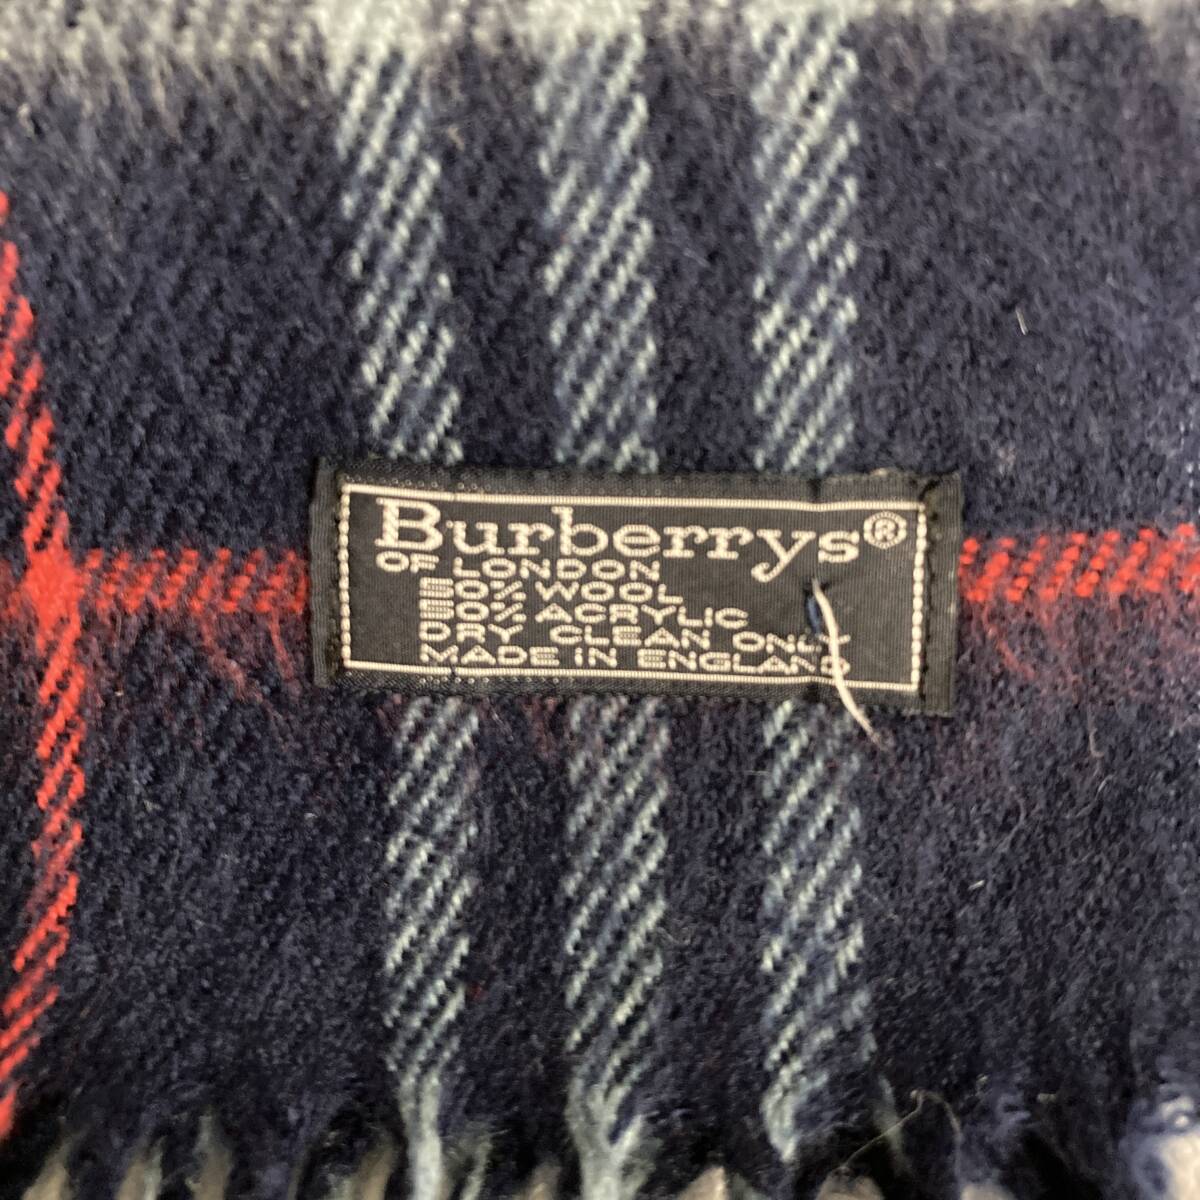 Burberrys®
OF LONDON
50% WOOL
50% ACRYLIC
DRY CLEAN ONLY
MADE IN ENGLAND